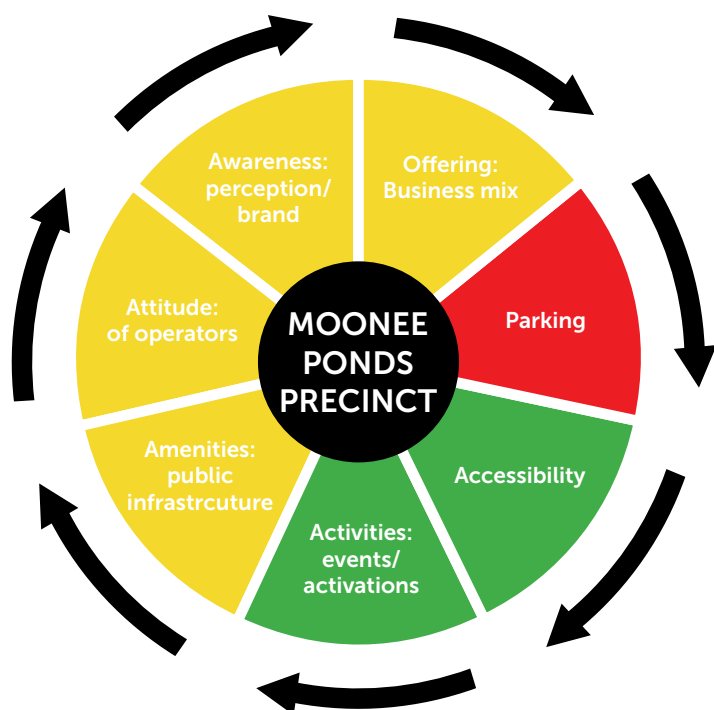 Awareness:
perception/
brand
Offering:
Business mix
Parking
Accessibility
Activities:
events/
activations
Amenities:
public
infrastrcuture
Attitude:
of operators
MOONEE
PONDS
PRECINCT